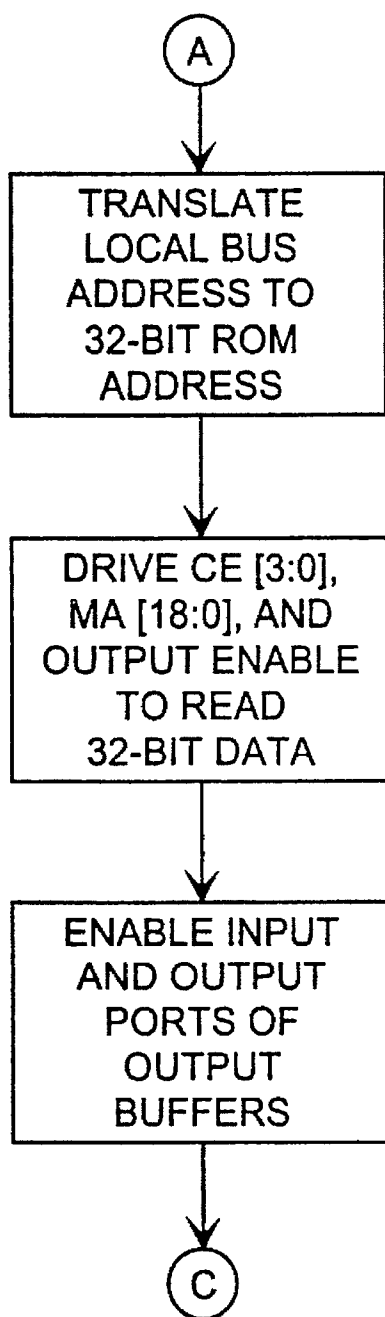 A
TRANSLATE
LOCAL BUS
ADDRESS TO
32-BIT ROM
ADDRESS
DRIVE CE [3:0],
MA [18:0], AND
OUTPUT ENABLE
TO READ
32-BIT DATA
ENABLE INPUT
AND OUTPUT
PORTS OF
OUTPUT
BUFFERS
C